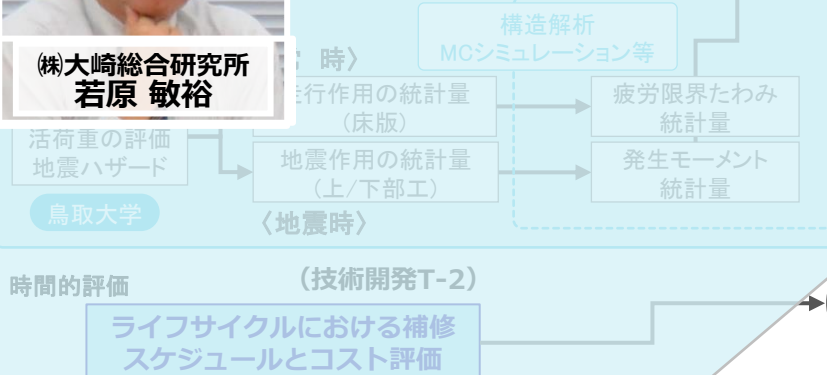 ㈱大崎総合研究所
若原 敏裕
時〉
構造解析
MCシミュレーション等
行作用の統計量
(床版)
疲労限界たわみ
統計量
活荷重の評価
地震ハザード
地震作用の統計量
(上/下部工)
発生モーメント
統計量
鳥取大学
〈地震時〉
時間的評価
(技術開発T-2)
ライフサイクルにおける補修
スケジュールとコスト評価